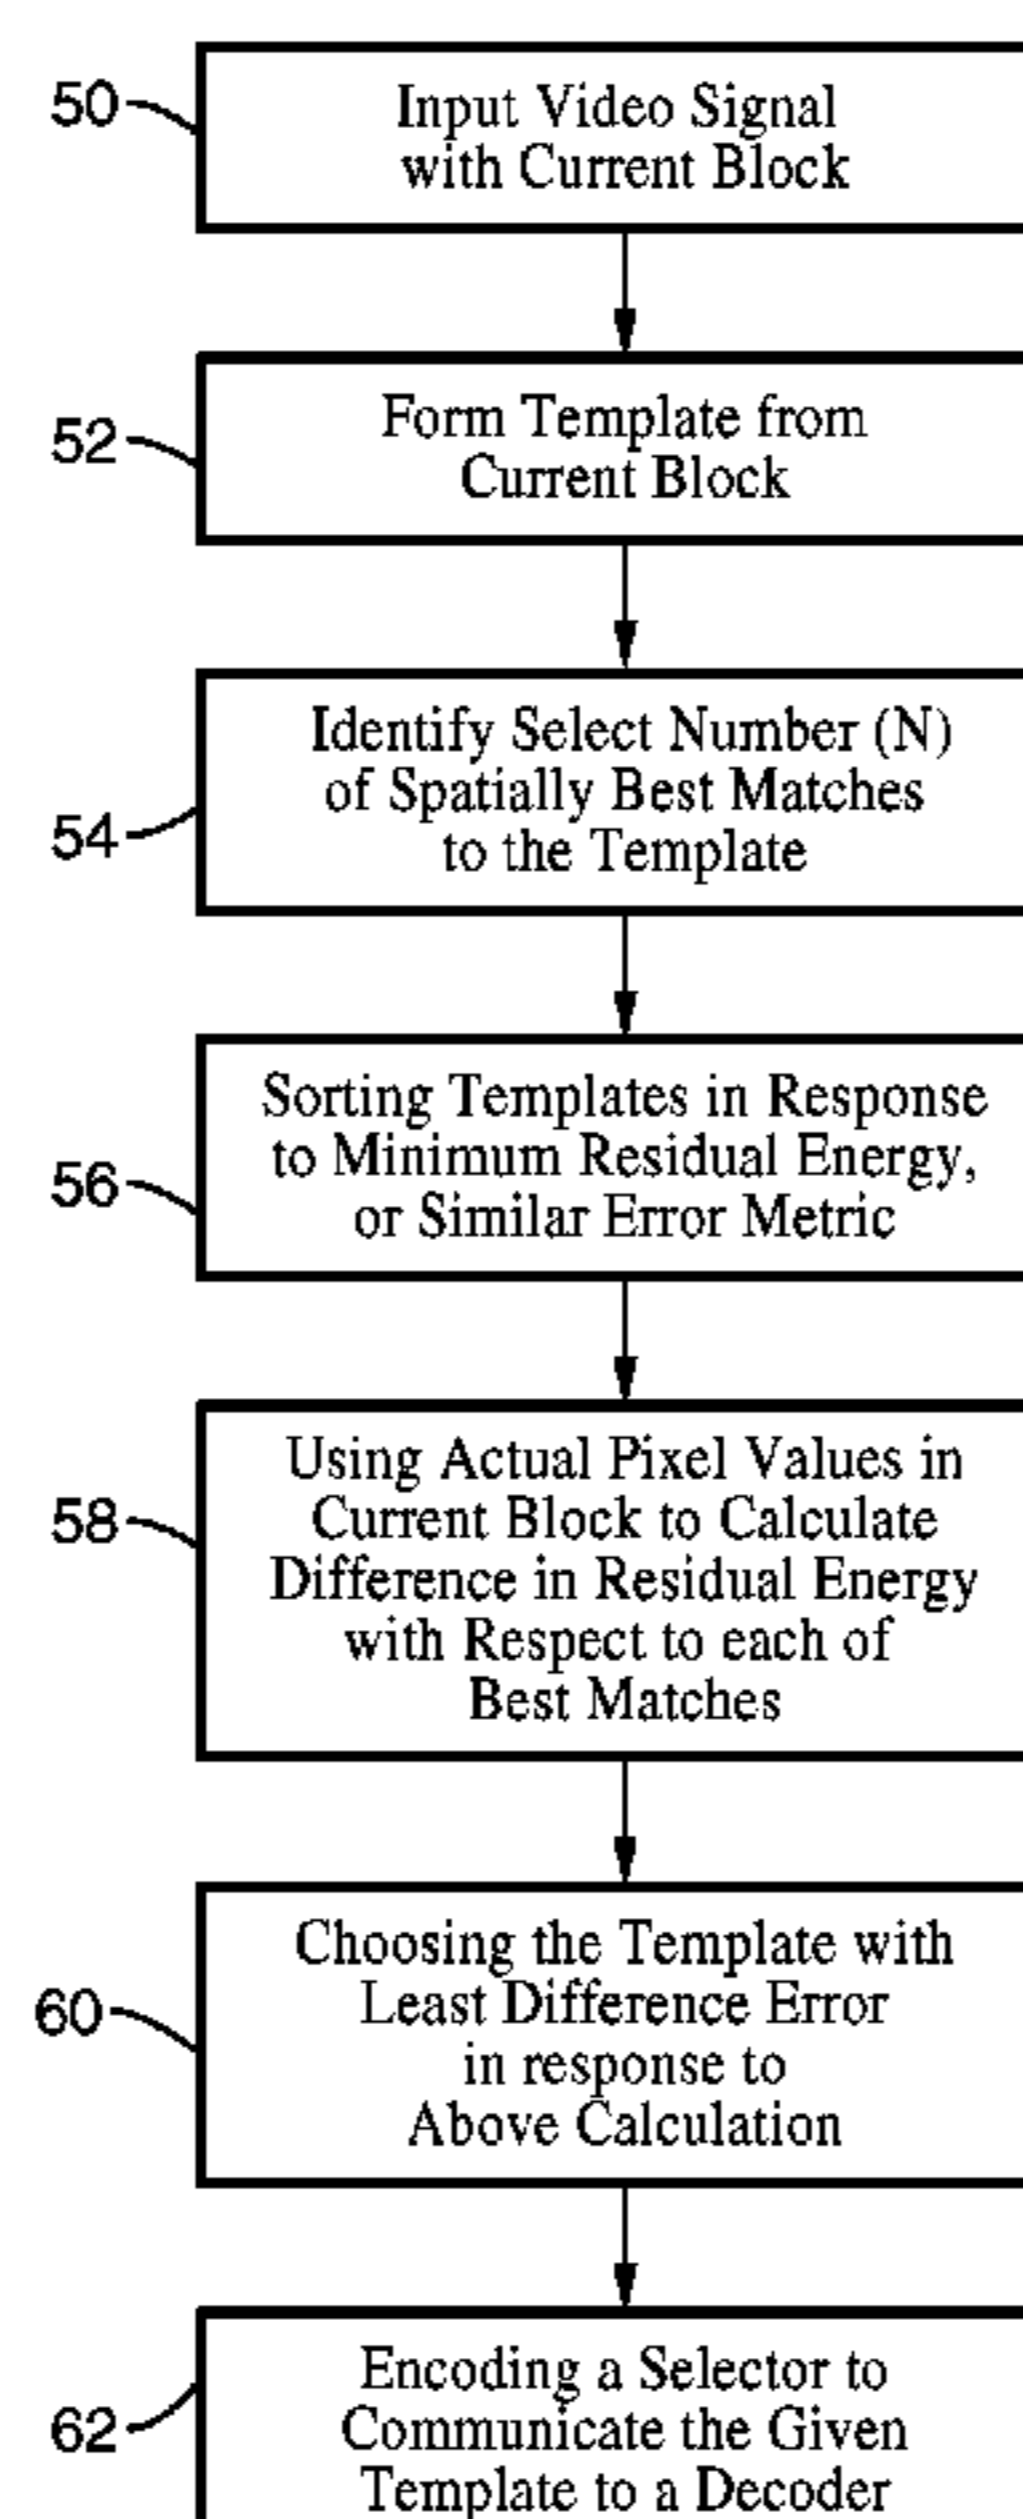 50
Input Video Signal
with Current Block
52
Form Template from
Current Block
54
Identify Select Number (N)
of Spatially Best Matches
to the Template
56
Sorting Templates in Response
to Minimum Residual Energy,
or Similar Error Metric
58
Using Actual Pixel Values in
Current Block to Calculate
Difference in Residual Energy
with Respect to each of
Best Matches
60
Choosing the Template with
Least Difference Error
in response to
Above Calculation
62
Encoding a Selector to
Communicate the Given
Template to a Decoder